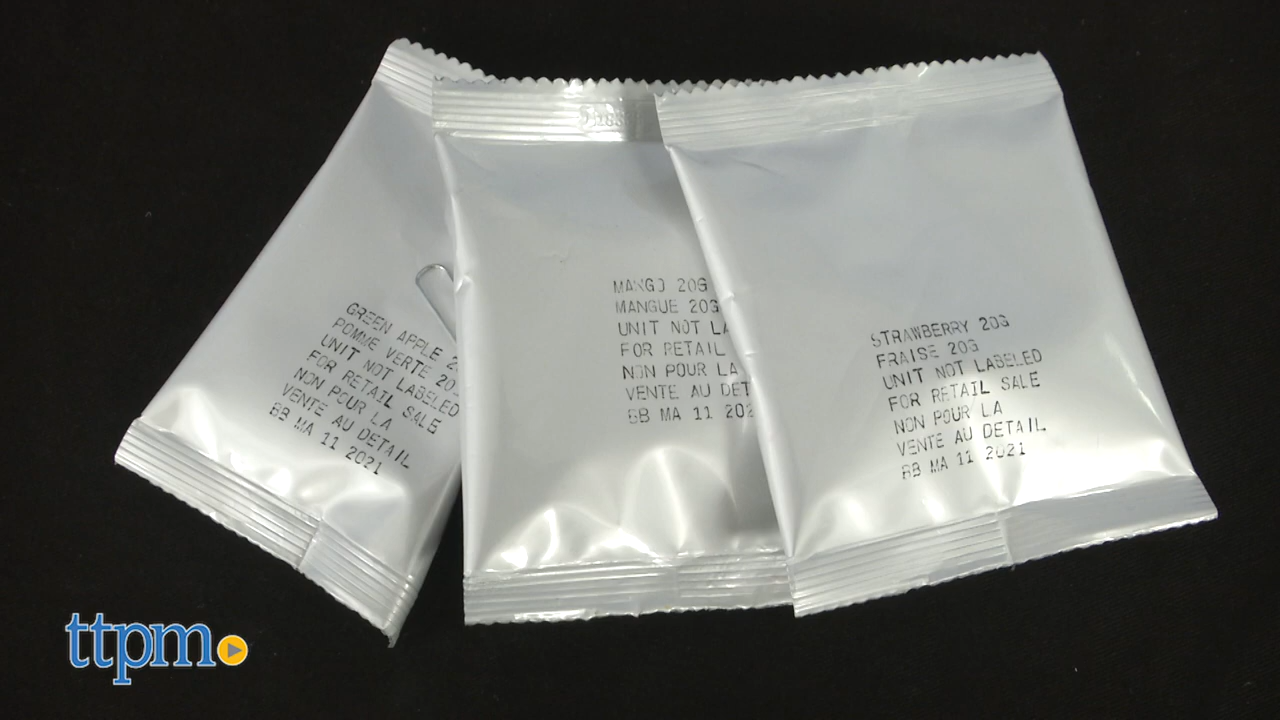 GREEN APPLE
POMME VERTE 20
UNIT NOT LABELED
FOR RETAIL SALE
NON POUR LA
VENTE AU DETAIL
BB MA 11 2021
MANGO 20G
MANGUE 20G
UNIT NOT LA
FOR RETAIL
NON POUR LA
VENTE AU DET
BB MA 11 202
STRAWBERRY 20G
FRAISE 20G
UNIT NOT LABELED
FOR RETAIL SALE
NON POUR LA
VENTE AU DETAIL
BB MA 11 2021
ttpm